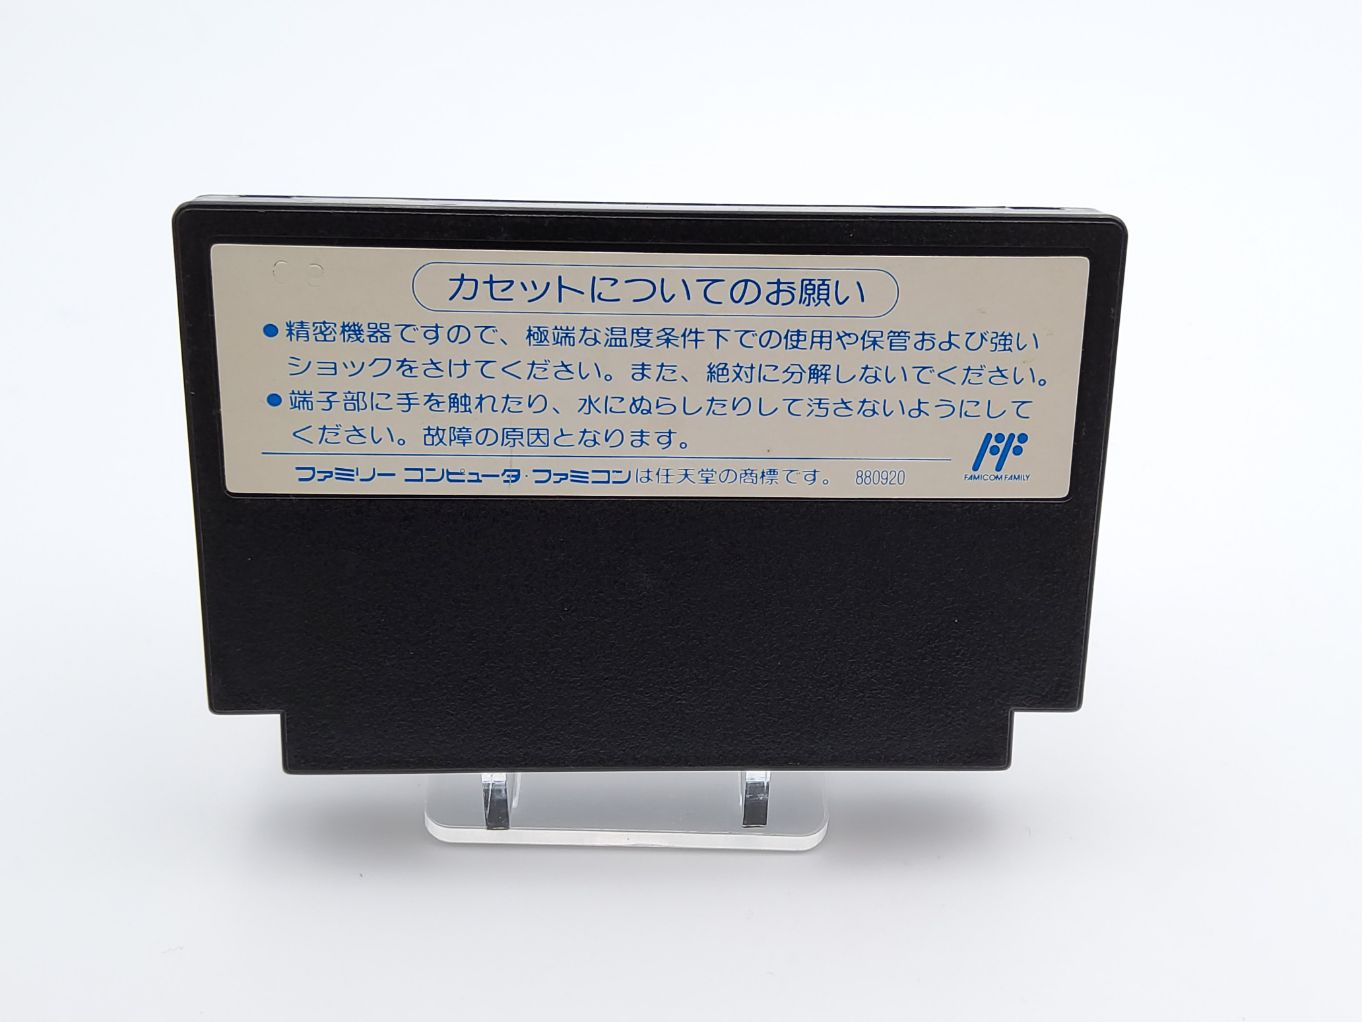 カセットについてのお願い
●精密機器ですので、極端な温度条件下での使用や保管および強い
ショックをさけてください。また、絶対に分解しないでください。
●端子部に手を触れたり、水にぬらしたりして汚さないようにして
ください。故障の原因となります。
ファミリーコンピュータ・ファミコンは任天堂の商標です。 880920
FF
FAMICOM FAMILY